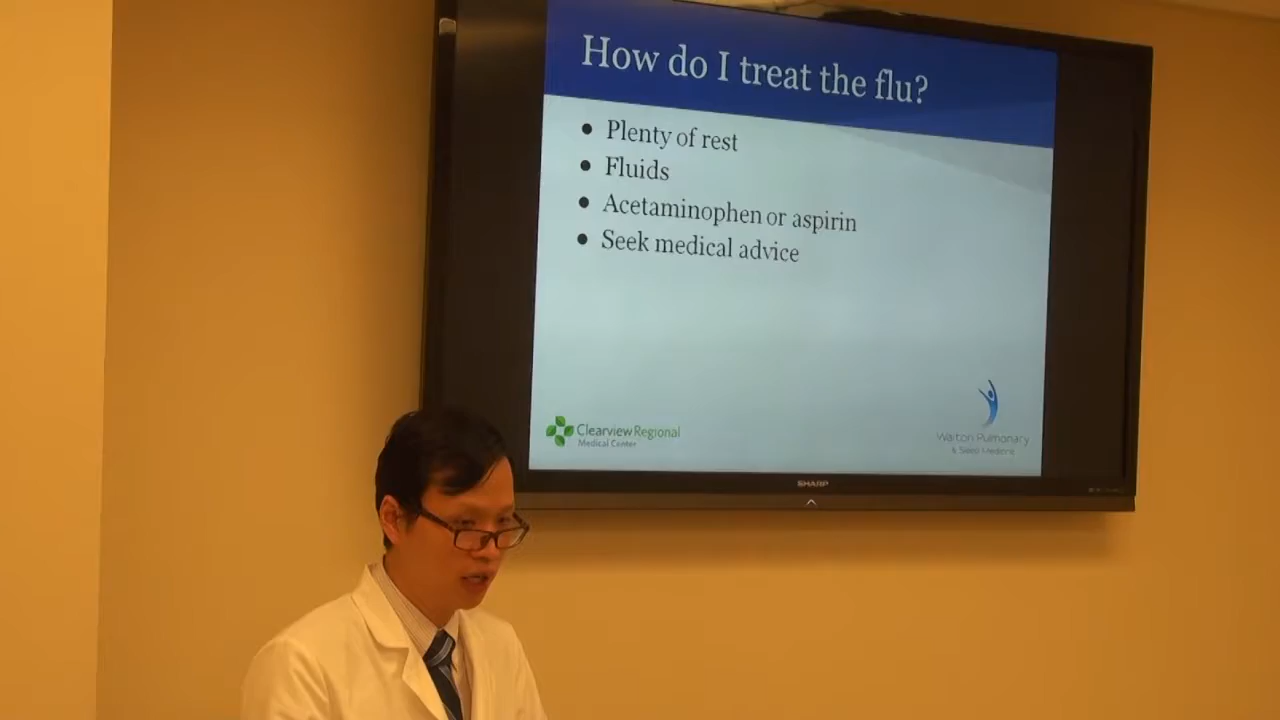 How do I treat the flu?
• Plenty of rest
• Fluids
• Acetaminophen or aspirin
• Seek medical advice
Clearview Regional
Medical Center
Walton Pulmonary
& Sleep Medicine
SHARP